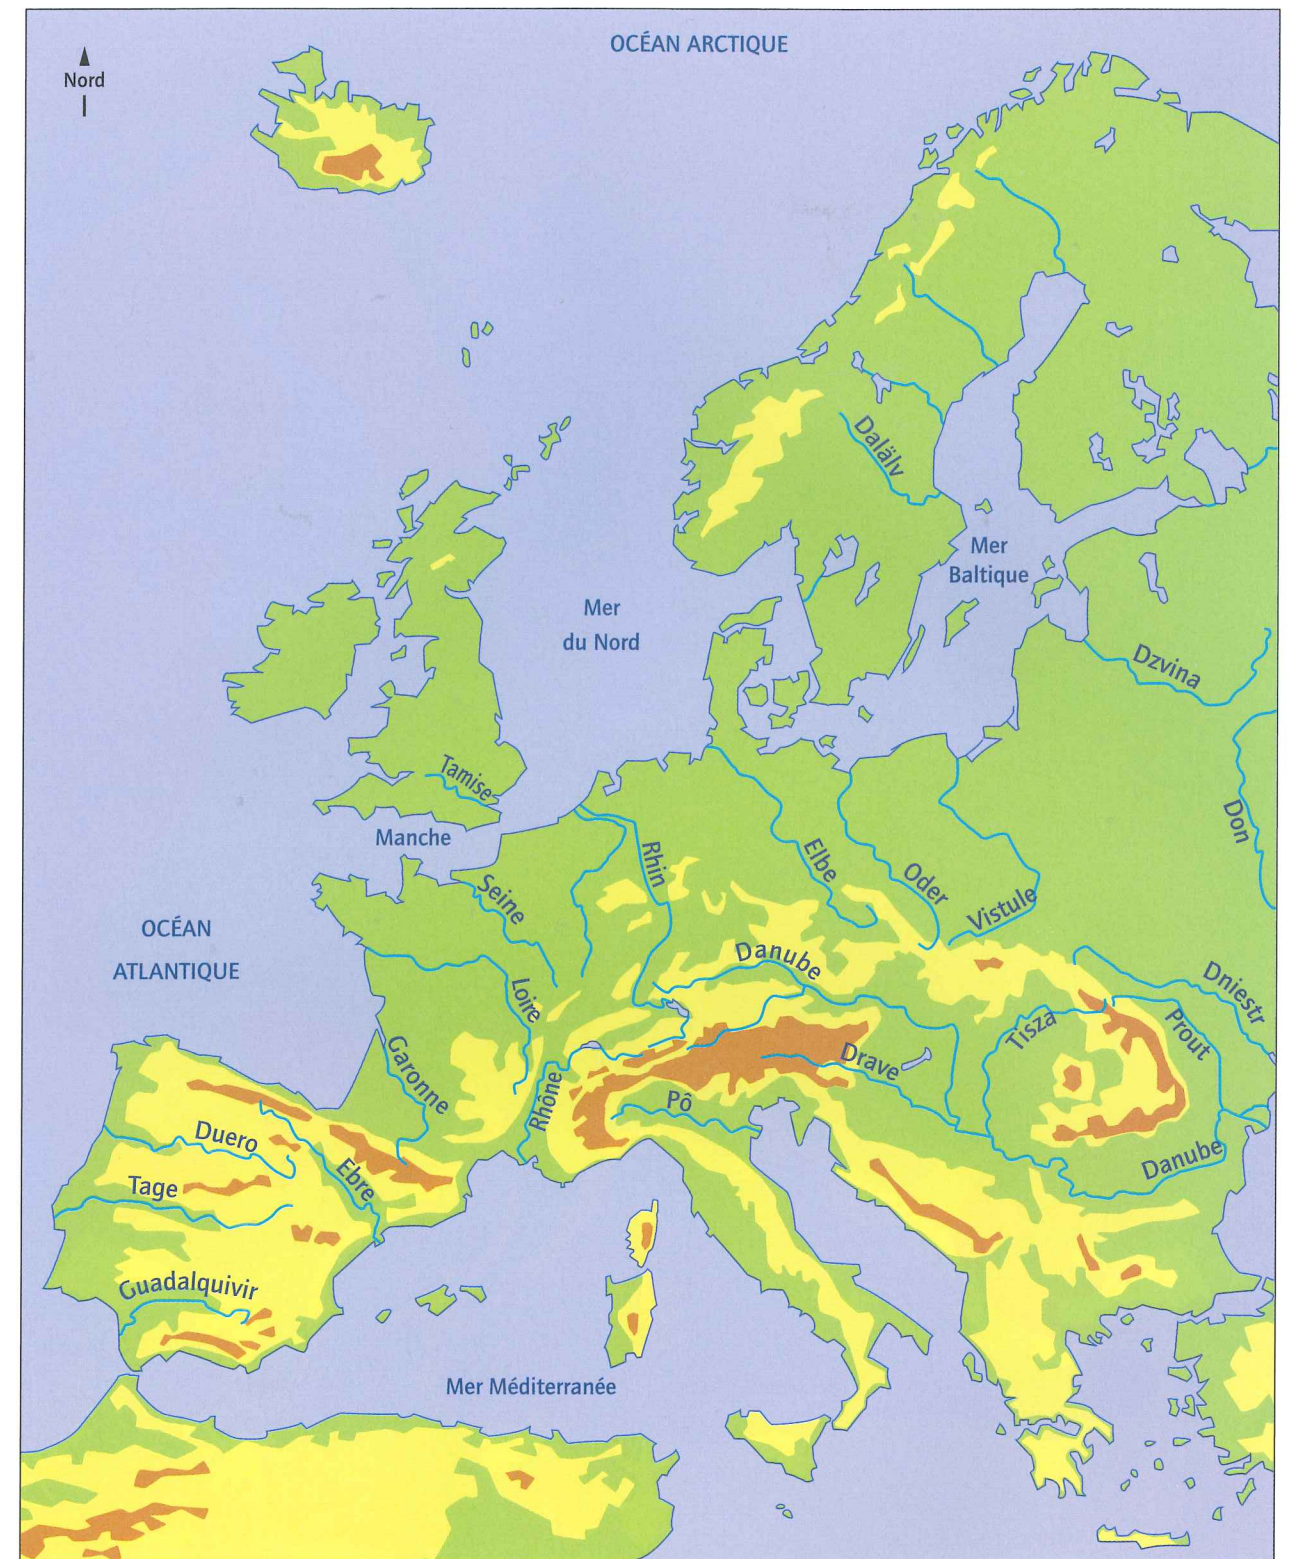 OCÉAN ARCTIQUE
Nord
Dalälv
Mer
Baltique
Mer
du Nord
Dzvina
Tamise
Manche
Don
Rhin
Elbe
Oder
Seine
Vistule
OCÉAN
ATLANTIQUE
Danube
Dniestr
Loire
Tisza
Prout
Garonne
Drave
Rhône
Pô
Duero
Ebre
Danube
Tage
Guadalquivir
Mer Méditerranée